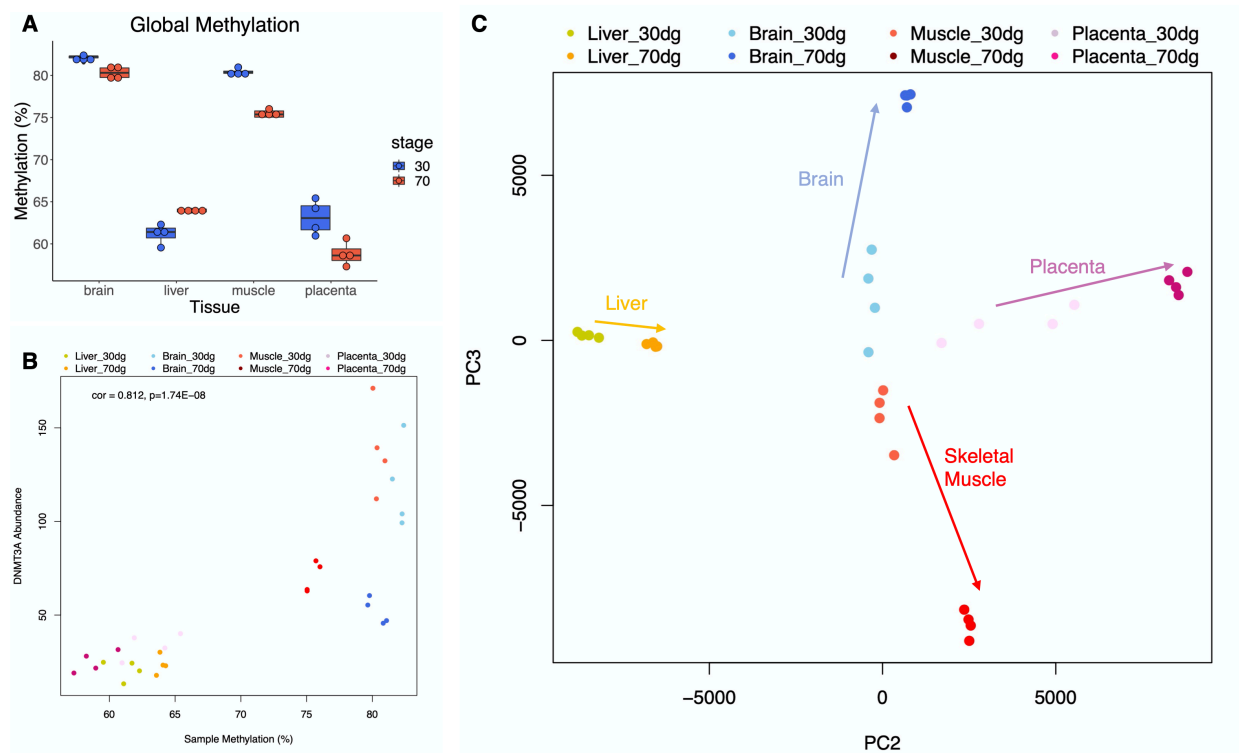 A
Global Methylation
Methylation (%)
80
75
70
65
60
brain liver muscle placenta
Tissue
stage
30
70
B
Liver_30dg Brain_30dg Muscle_30dg Placenta_30dg
Liver_70dg Brain_70dg Muscle_70dg Placenta_70dg
cor = 0.812, p=1.74E−08
DNMT3A Abundance
150
100
50
60 65 70 75 80
Sample Methylation (%)
C
Liver_30dg Brain_30dg Muscle_30dg Placenta_30dg
Liver_70dg Brain_70dg Muscle_70dg Placenta_70dg
PC3
5000
0
−5000
Brain
Placenta
Liver
Skeletal
Muscle
−5000 0 5000
PC2